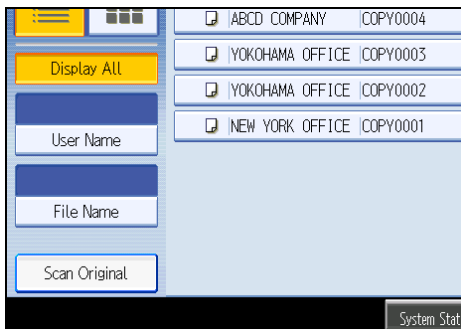 ABCD COMPANY COPY0004
YOKOHAMA OFFICE COPY0003
YOKOHAMA OFFICE COPY0002
NEW YORK OFFICE COPY0001
Display All
User Name
File Name
Scan Original
System Stat